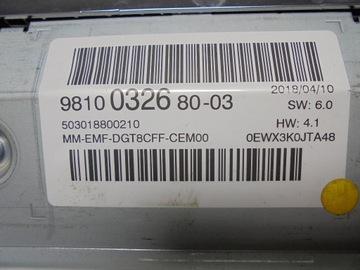 2018/04/10
9810 0326 80-03
SW: 6.0
503018800210
HW: 4.1
MM-EMF-DGT8CFF-CEM00
0EWX3K0JTA48